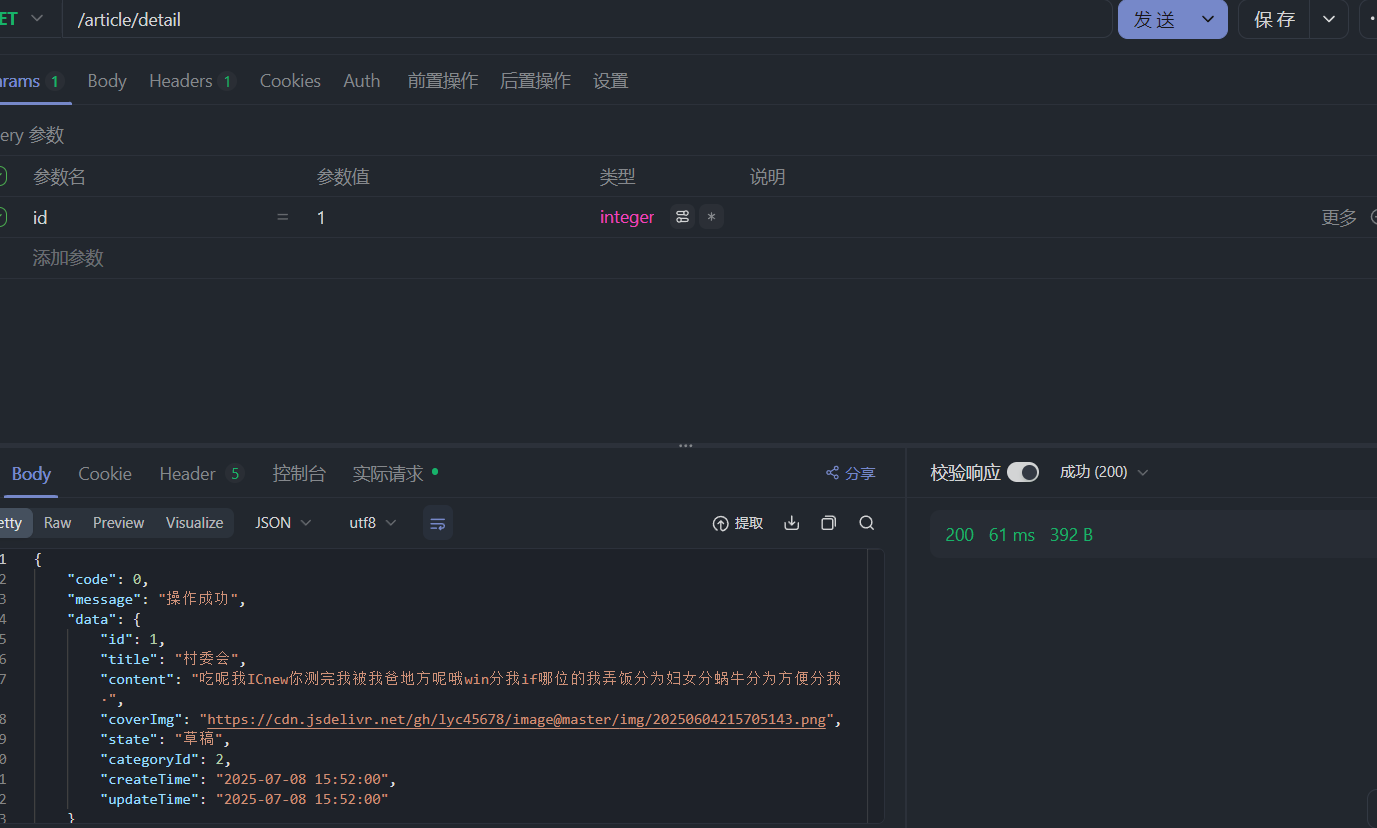 ET /article/detail 发送 保存
rams 1 Body Headers 1 Cookies Auth 前置操作 后置操作 设置
ery 参数
参数名 参数值 类型 说明
id = 1 integer * 更多
添加参数
Body Cookie Header 5 控制台 实际请求 分享 校验响应 成功 (200)
etty Raw Preview Visualize JSON utf8 提取
200 61 ms 392 B
1 {
2 "code": 0,
3 "message": "操作成功",
4 "data": {
5 "id": 1,
6 "title": "村委会",
7 "content": "吃呢我ICnew你测完我被我爸地方呢哦win分我if哪位的我弄饭分为妇女分蜗牛分为方便分我
.",
8 "coverImg": "https://cdn.jsdelivr.net/gh/lyc45678/image@master/img/20250604215705143.png",
9 "state": "草稿",
0 "categoryId": 2,
1 "createTime": "2025-07-08 15:52:00",
2 "updateTime": "2025-07-08 15:52:00"
3 }